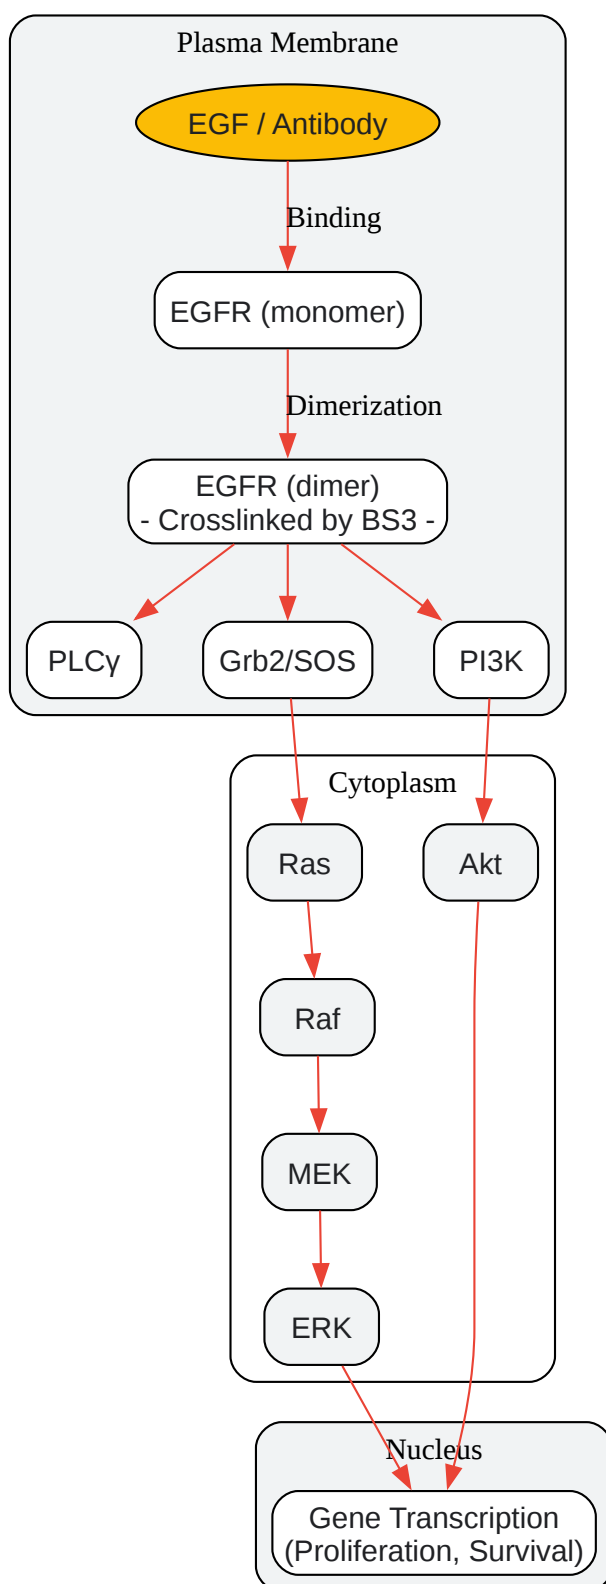 Plasma Membrane
EGF / Antibody
Binding
EGFR (monomer)
Dimerization
EGFR (dimer)
- Crosslinked by BS3 -
PLCγ
Grb2/SOS
PI3K
Cytoplasm
Ras
Akt
Raf
MEK
ERK
Nucleus
Gene Transcription
(Proliferation, Survival)